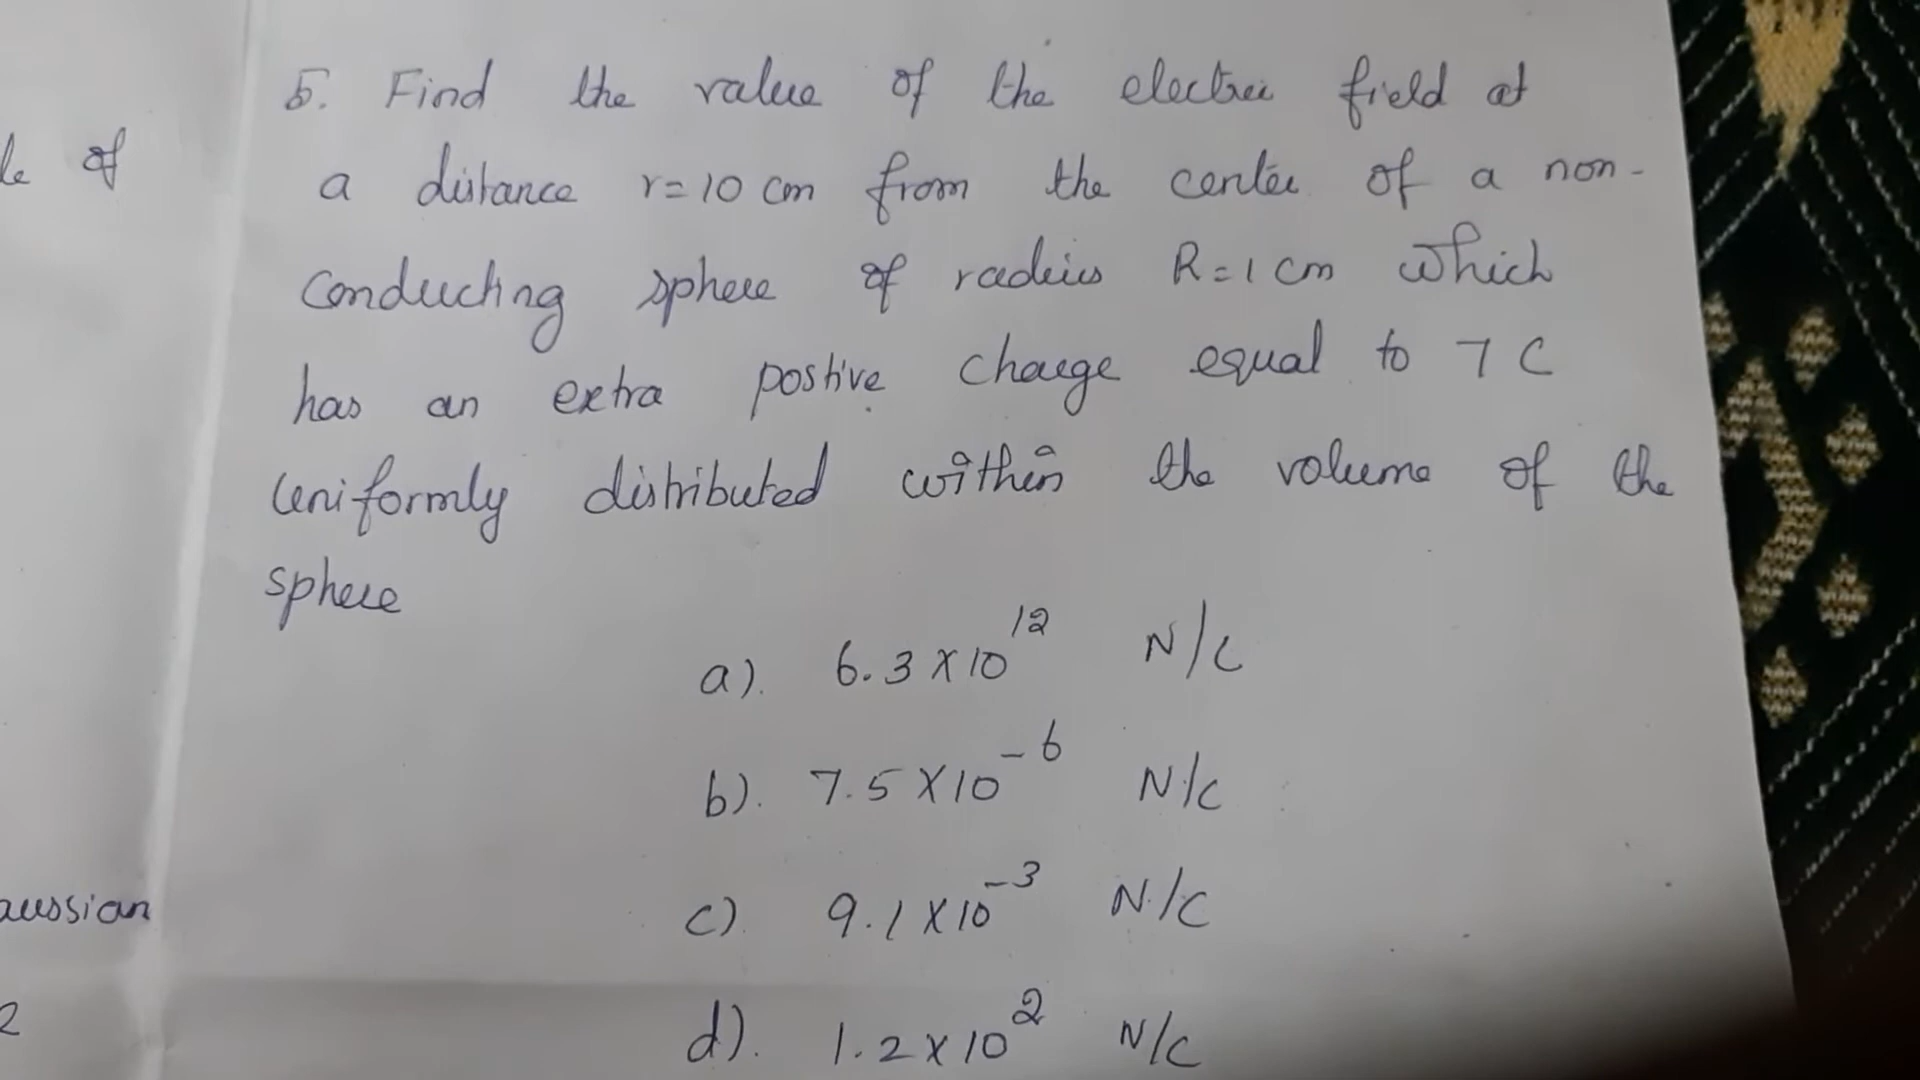 5. Find the value of the electric field at
le of
a distance r=10 cm from the center of a non-
conducting sphere of radius R=1 cm which
has an extra postive charge equal to 7 C
uniformly distributed within the volume of the
sphere
a). 6.3 X 10^12 N/C
b). 7.5 X 10^-6 N/C
c). 9.1 X 10^-3 N/C
aussian
d). 1.2 x 10^2 N/C
2